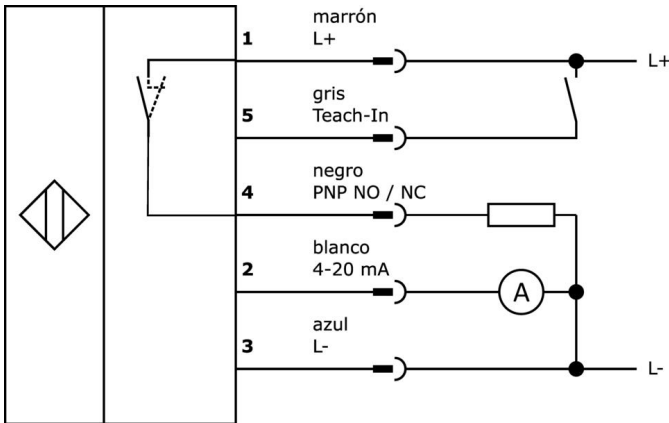 marrón
1 L+ L+
gris
5 Teach-In
negro
4 PNP NO / NC
blanco
2 4-20 mA
A
azul
3 L-
L-